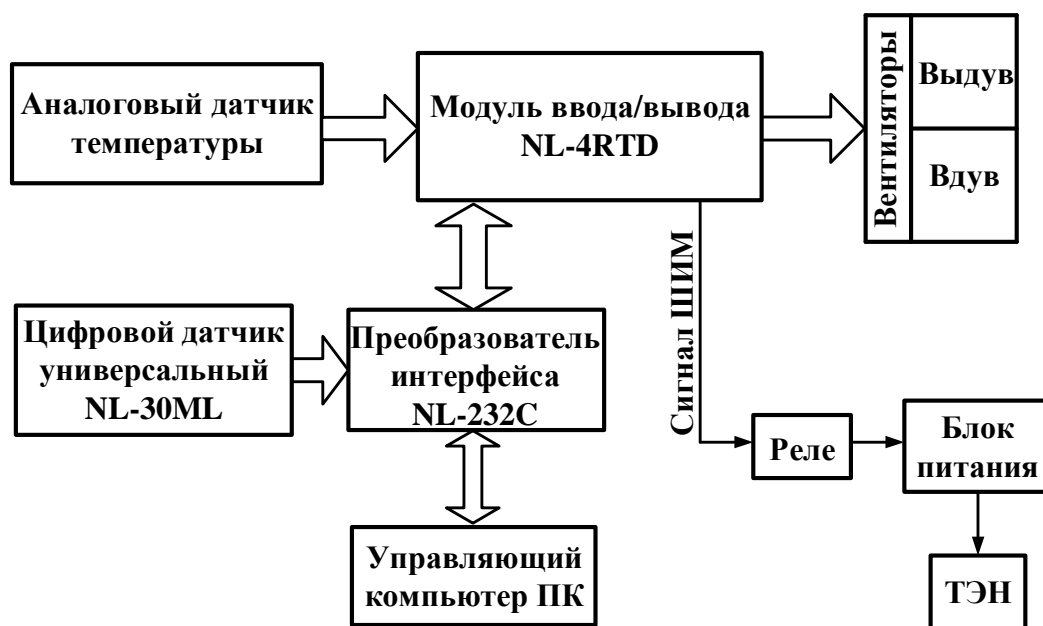 Аналоговый датчик
температуры
Модуль ввода/вывода
NL-4RTD
Вентиляторы
Выдув
Вдув
Цифровой датчик
универсальный
NL-30ML
Преобразователь
интерфейса
NL-232C
Сигнал ШИМ
Реле
Блок
питания
Управляющий
компьютер ПК
ТЭН